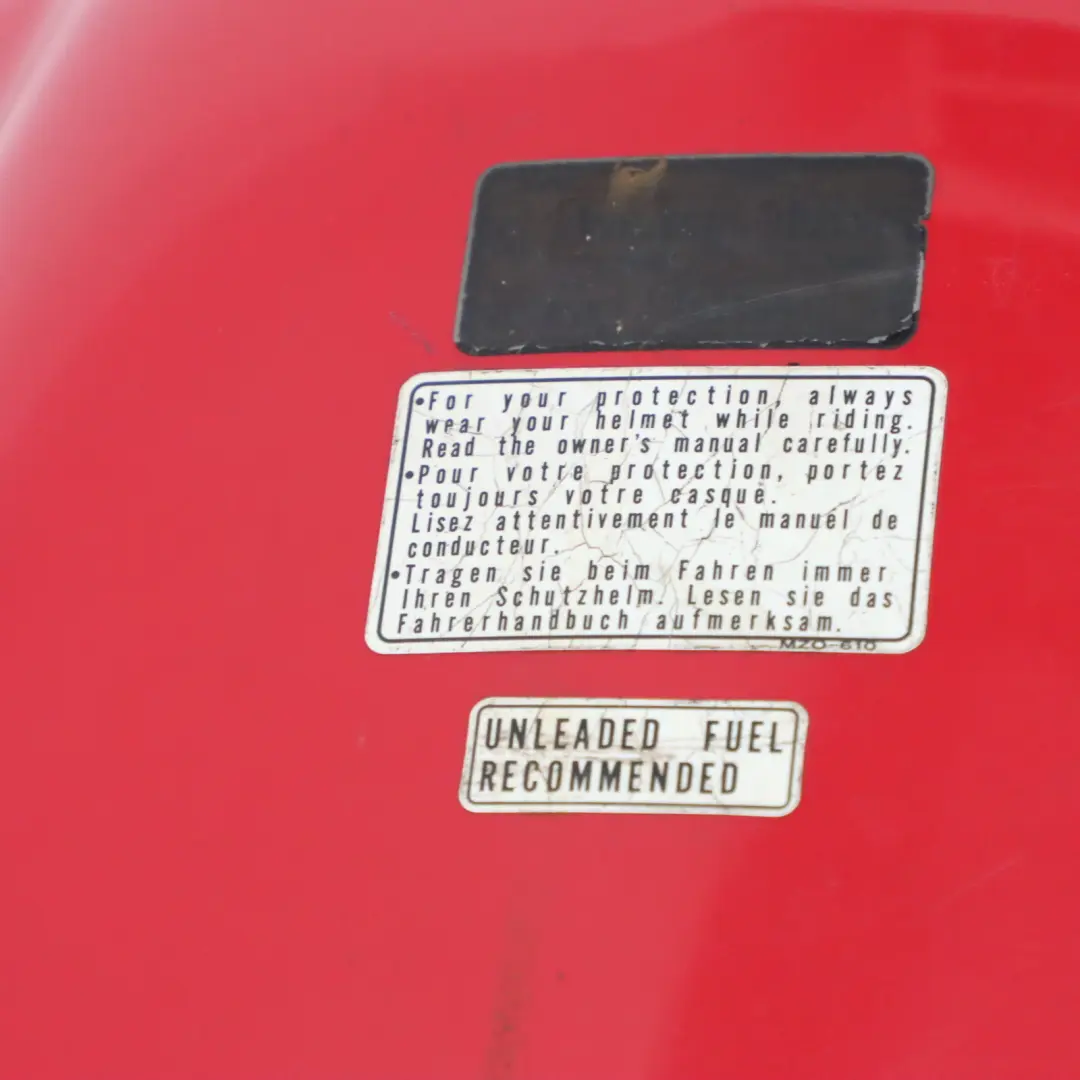 •For your protection, always
wear your helmet while riding.
Read the owner's manual carefully.
•Pour votre protection, portez
toujours votre casque.
Lisez attentivement le manuel de
conducteur.
•Tragen sie beim Fahren immer
Ihren Schutzhelm. Lesen sie das
Fahrerhandbuch aufmerksam.
MZ0-610
UNLEADED FUEL
RECOMMENDED